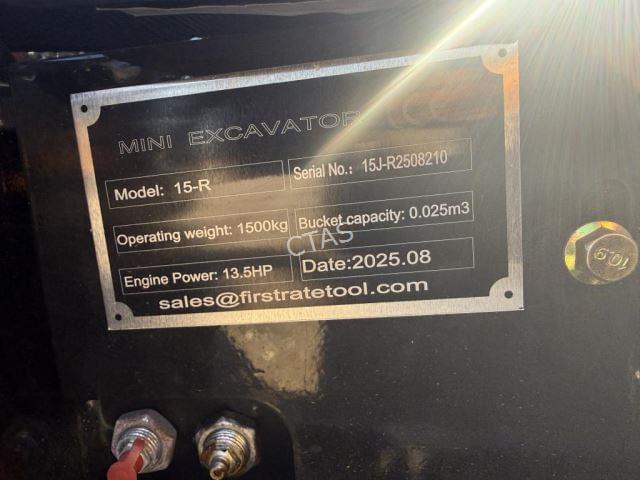 MINI EXCAVATOR
Model: 15-R
Serial No.: 15J-R2508210
Operating weight: 1500kg
Bucket capacity: 0.025m3
Engine Power: 13.5HP
Date:2025.08
sales@firstratetool.com
CTAS
10.9